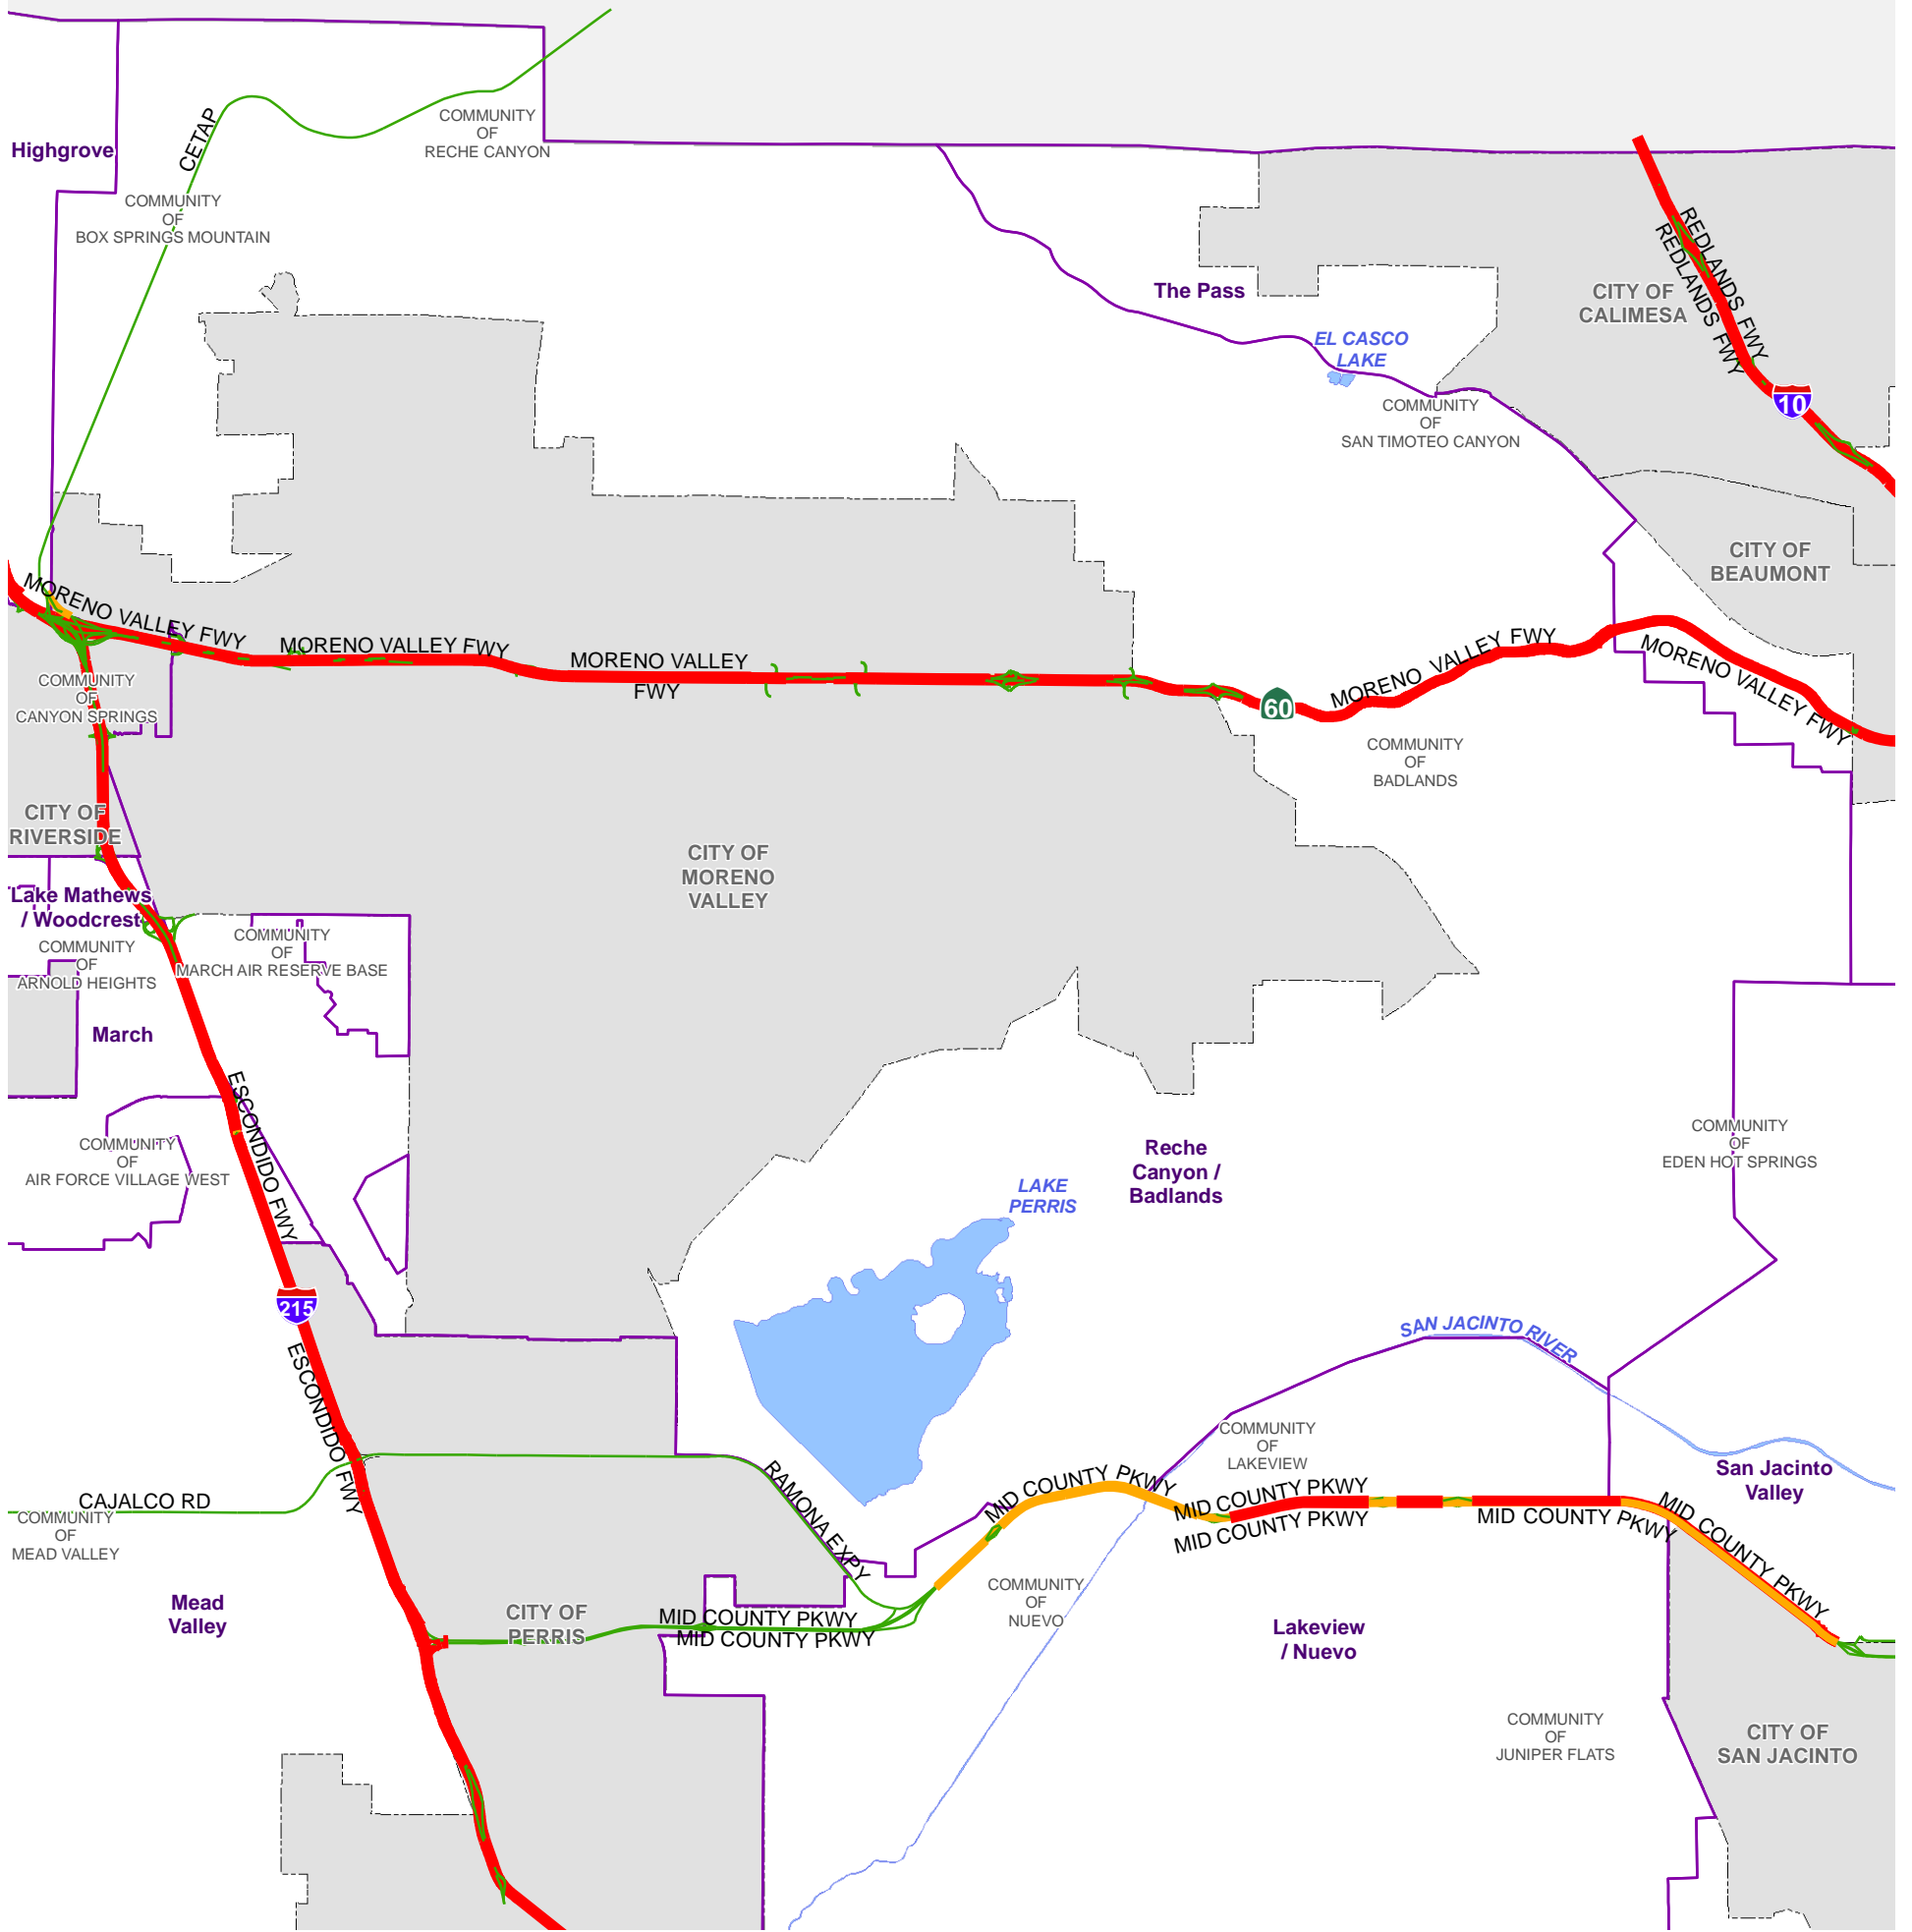 CETAP
COMMUNITY
OF
RECHE CANYON
Highgrove
COMMUNITY
OF
BOX SPRINGS MOUNTAIN
REDLANDS FWY
REDLANDS FWY
The Pass
CITY OF
CALIMESA
EL CASCO
LAKE
10
COMMUNITY
OF
SAN TIMOTEO CANYON
CITY OF
BEAUMONT
MORENO VALLEY FWY
MORENO VALLEY FWY
MORENO VALLEY
FWY
MORENO VALLEY FWY
MORENO VALLEY FWY
60
COMMUNITY
OF
CANYON SPRINGS
COMMUNITY
OF
BADLANDS
CITY OF
RIVERSIDE
CITY OF
MORENO
VALLEY
Lake Mathews
/ Woodcrest
COMMUNITY
OF
ARNOLD HEIGHTS
COMMUNITY
OF
MARCH AIR RESERVE BASE
March
ESCONDIDO FWY
COMMUNITY
OF
AIR FORCE VILLAGE WEST
Reche
Canyon /
Badlands
COMMUNITY
OF
EDEN HOT SPRINGS
LAKE
PERRIS
215
SAN JACINTO RIVER
ESCONDIDO FWY
COMMUNITY
OF
LAKEVIEW
RAMONA EXPY
MID COUNTY PKWY
MID COUNTY PKWY
MID COUNTY PKWY
MID COUNTY PKWY
MID COUNTY PKWY
San Jacinto
Valley
CAJALCO RD
COMMUNITY
OF
MEAD VALLEY
Mead
Valley
CITY OF
PERRIS
MID COUNTY PKWY
MID COUNTY PKWY
COMMUNITY
OF
NUEVO
Lakeview
/ Nuevo
COMMUNITY
OF
JUNIPER FLATS
CITY OF
SAN JACINTO